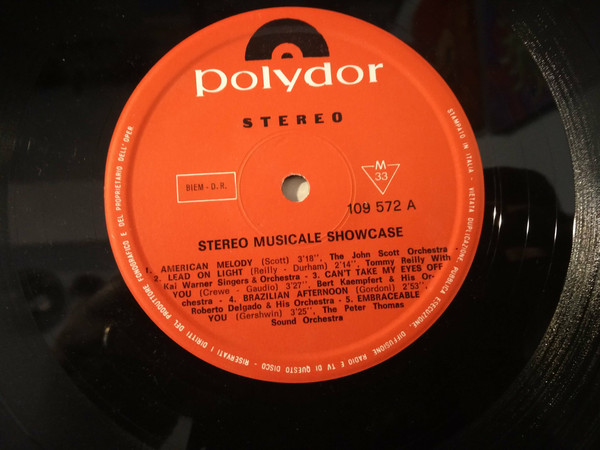 polydor
STEREO
BIEM - D. R.
M
33
109 572 A
STEREO MUSICALE SHOWCASE
1. AMERICAN MELODY (Scott) 3'18". The John Scott Orchestra -
2. LEAD ON LIGHT (Reilly - Durham) 2'14". Tommy Reilly With
Kai Warner Singers & Orchestra - 3. CAN'T TAKE MY EYES OFF
YOU (Crewe - Gaudio) 3'27". Bert Kaempfert & His Or-
chestra - 4. BRAZILIAN AFTERNOON (Gordoni) 2'53".
Roberto Delgado & His Orchestra - 5. EMBRACEABLE
YOU (Gershwin) 3'25". The Peter Thomas
Sound Orchestra
STAMPATO IN ITALIA - VIETATA DUPLICAZIONE, PUBBLICA ESECUZIONE, DIFFUSIONE RADIO E TV DI QUESTO DISCO - RISERVATI I DIRITTI DEL PRODUTTORE FONOGRAFICO E DEL PROPRIETARIO DELL'OPER